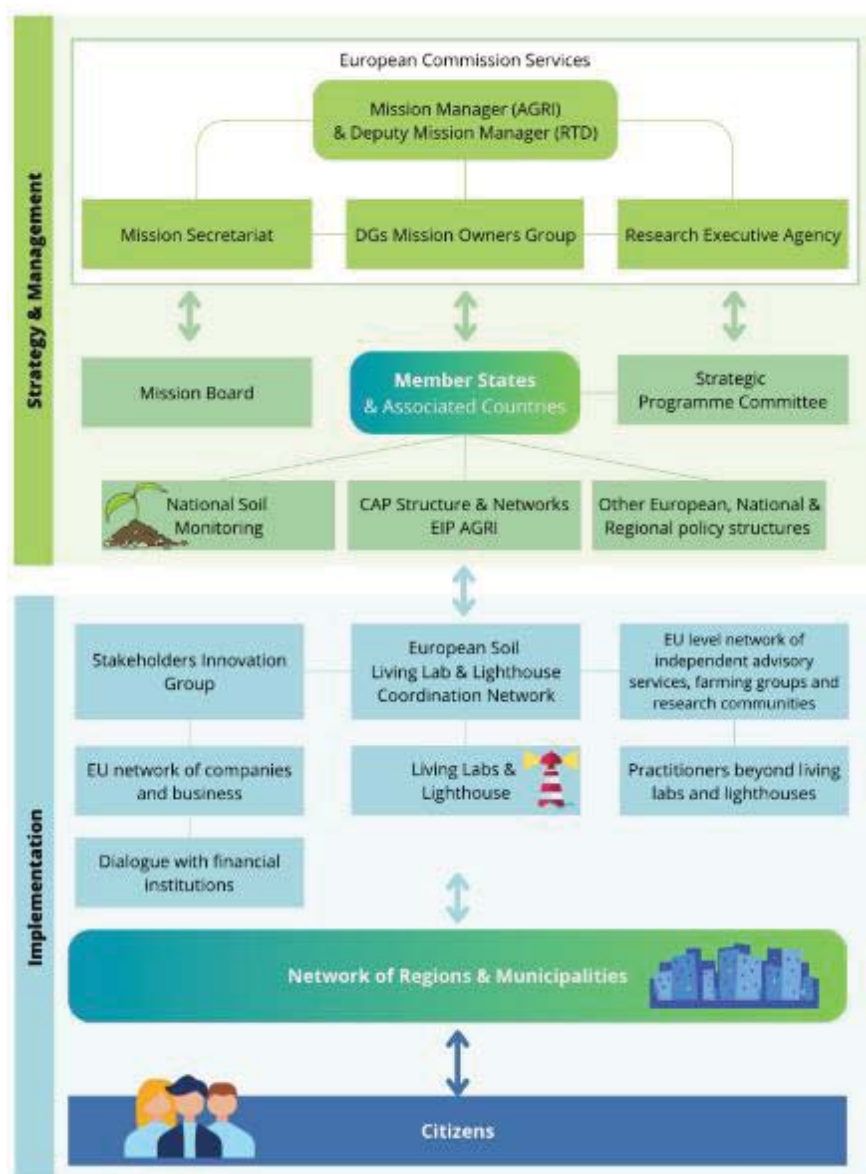 Strategy & Management
European Commission Services
Mission Manager (AGRI)
& Deputy Mission Manager (RTD)
Mission Secretariat
DGs Mission Owners Group
Research Executive Agency
Mission Board
Member States
& Associated Countries
Strategic
Programme Committee
National Soil
Monitoring
CAP Structure & Networks
EIP AGRI
Other European, National &
Regional policy structures
Implementation
Stakeholders Innovation
Group
European Soil
Living Lab & Lighthouse
Coordination Network
EU level network of
independent advisory
services, farming groups and
research communities
EU network of companies
and business
Living Labs &
Lighthouse
Practitioners beyond living
labs and lighthouses
Dialogue with financial
institutions
Network of Regions & Municipalities
Citizens